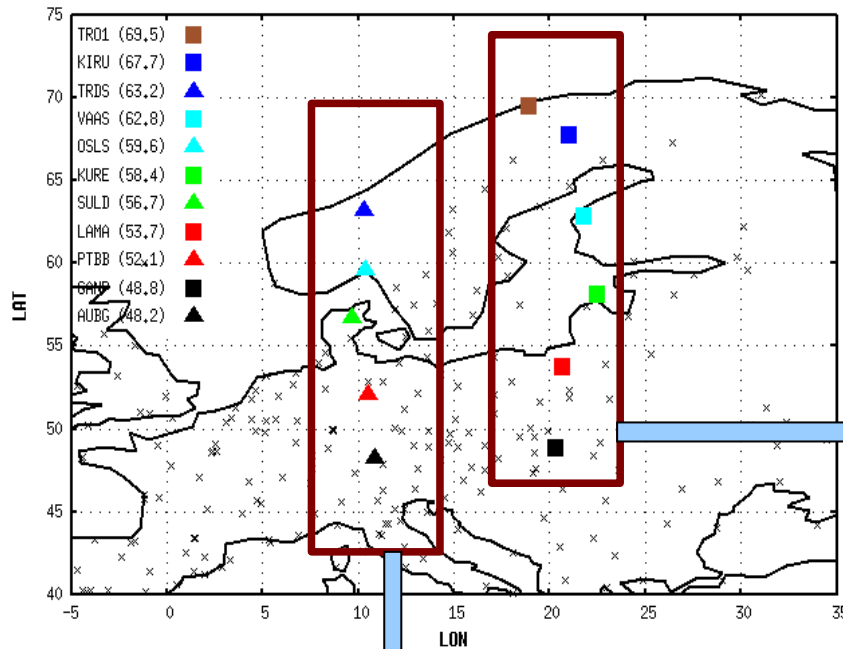 75
70
65
60
55
50
45
40
LAT
TRO1 (69.5)
KIRU (67.7)
TRDS (63.2)
VAAS (62.8)
OSLS (59.6)
KURE (58.4)
SULD (56.7)
LAMA (53.7)
PTBB (52.1)
GANP (48.8)
AUBG (48.2)
-5 0 5 10 15 20 25 30 35
LON